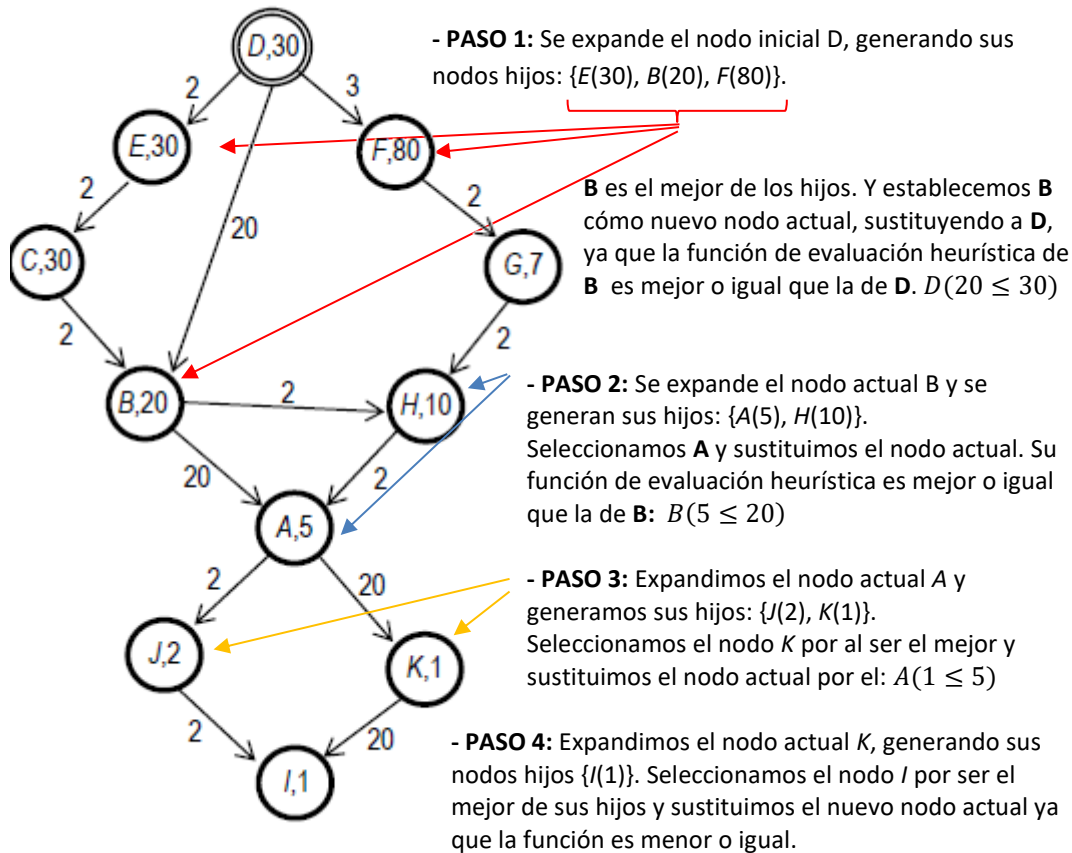 D,30
- PASO 1: Se expande el nodo inicial D, generando sus
nodos hijos: {E(30), B(20), F(80)}.
2
3
E,30
F,80
2
20
2
B es el mejor de los hijos. Y establecemos B
cómo nuevo nodo actual, sustituyendo a D,
ya que la función de evaluación heurística de
B es mejor o igual que la de D. D(20 ≤ 30)
C,30
G,7
2
2
B,20
2
H,10
- PASO 2: Se expande el nodo actual B y se
generan sus hijos: {A(5), H(10)}.
Seleccionamos A y sustituimos el nodo actual. Su
función de evaluación heurística es mejor o igual
que la de B: B(5 ≤ 20)
20
2
A,5
2
20
- PASO 3: Expandimos el nodo actual A y
generamos sus hijos: {J(2), K(1)}.
Seleccionamos el nodo K por al ser el mejor y
sustituimos el nodo actual por el: A(1 ≤ 5)
J,2
K,1
2
20
I,1
- PASO 4: Expandimos el nodo actual K, generando sus
nodos hijos {I(1)}. Seleccionamos el nodo I por ser el
mejor de sus hijos y sustituimos el nuevo nodo actual ya
que la función es menor o igual.